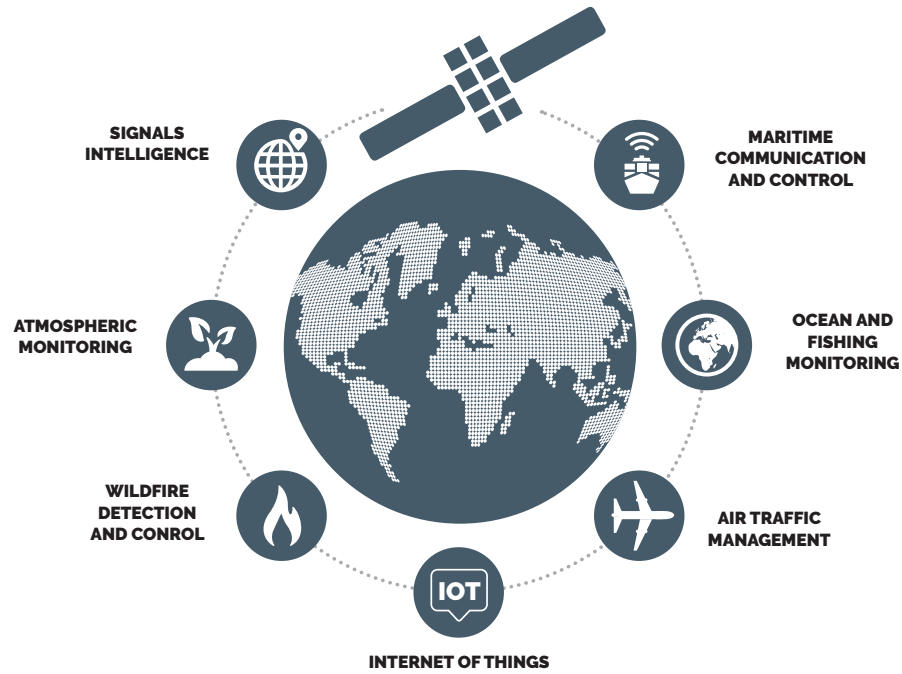 SIGNALS
INTELLIGENCE
MARITIME
COMMUNICATION
AND CONTROL
ATMOSPHERIC
MONITORING
OCEAN AND
FISHING
MONITORING
WILDFIRE
DETECTION
AND CONROL
AIR TRAFFIC
MANAGEMENT
IOT
INTERNET OF THINGS